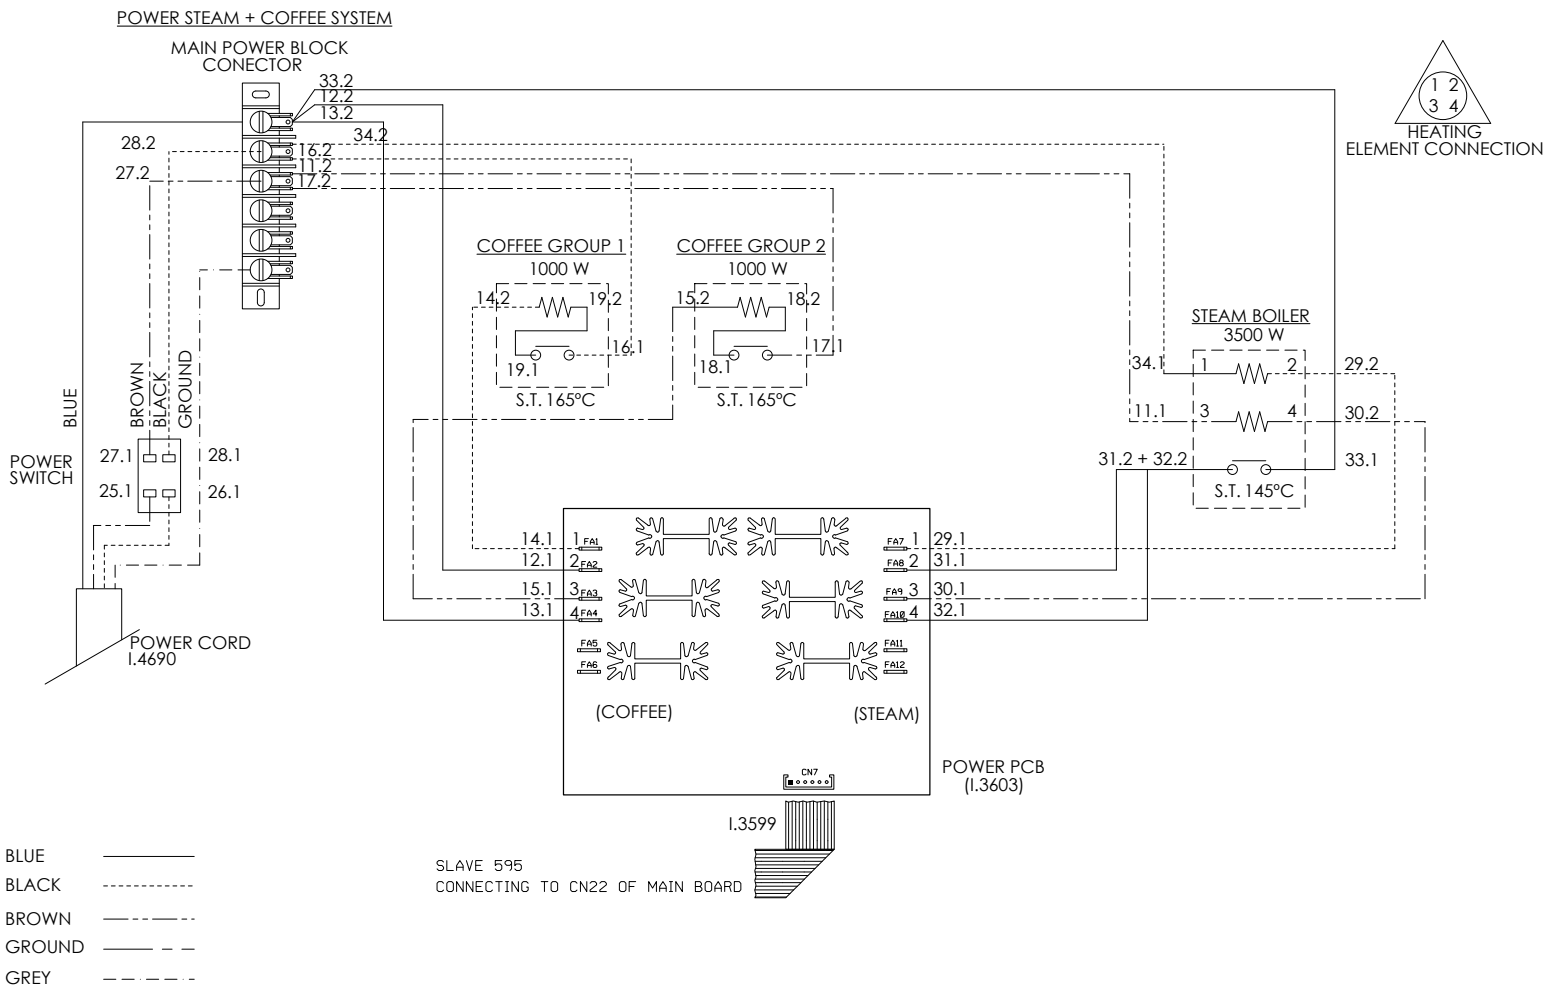 POWER STEAM + COFFEE SYSTEM
MAIN POWER BLOCK
CONECTOR
33.2
12.2
13.2
34.2
16.2
11.2
17.2
28.2
27.2
1 2
3 4
HEATING
ELEMENT CONNECTION
COFFEE GROUP 1
1000 W
14.2
19.2
16.1
19.1
S.T. 165ºC
COFFEE GROUP 2
1000 W
15.2
18.2
17.1
18.1
S.T. 165ºC
STEAM BOILER
3500 W
34.1
1
2
29.2
11.1
3
4
30.2
31.2 + 32.2
33.1
S.T. 145ºC
BLUE
BROWN
BLACK
GROUND
POWER
SWITCH
27.1
28.1
25.1
26.1
POWER CORD
I.4690
14.1 1 FA1
12.1 2 FA2
15.1 3 FA3
13.1 4 FA4
FA5
FA6
FA7 1 29.1
FA8 2 31.1
FA9 3 30.1
FA10 4 32.1
FA11
FA12
(COFFEE)
(STEAM)
CN7
POWER PCB
(I.3603)
I.3599
SLAVE 595
CONNECTING TO CN22 OF MAIN BOARD
BLUE
BLACK
BROWN
GROUND
GREY